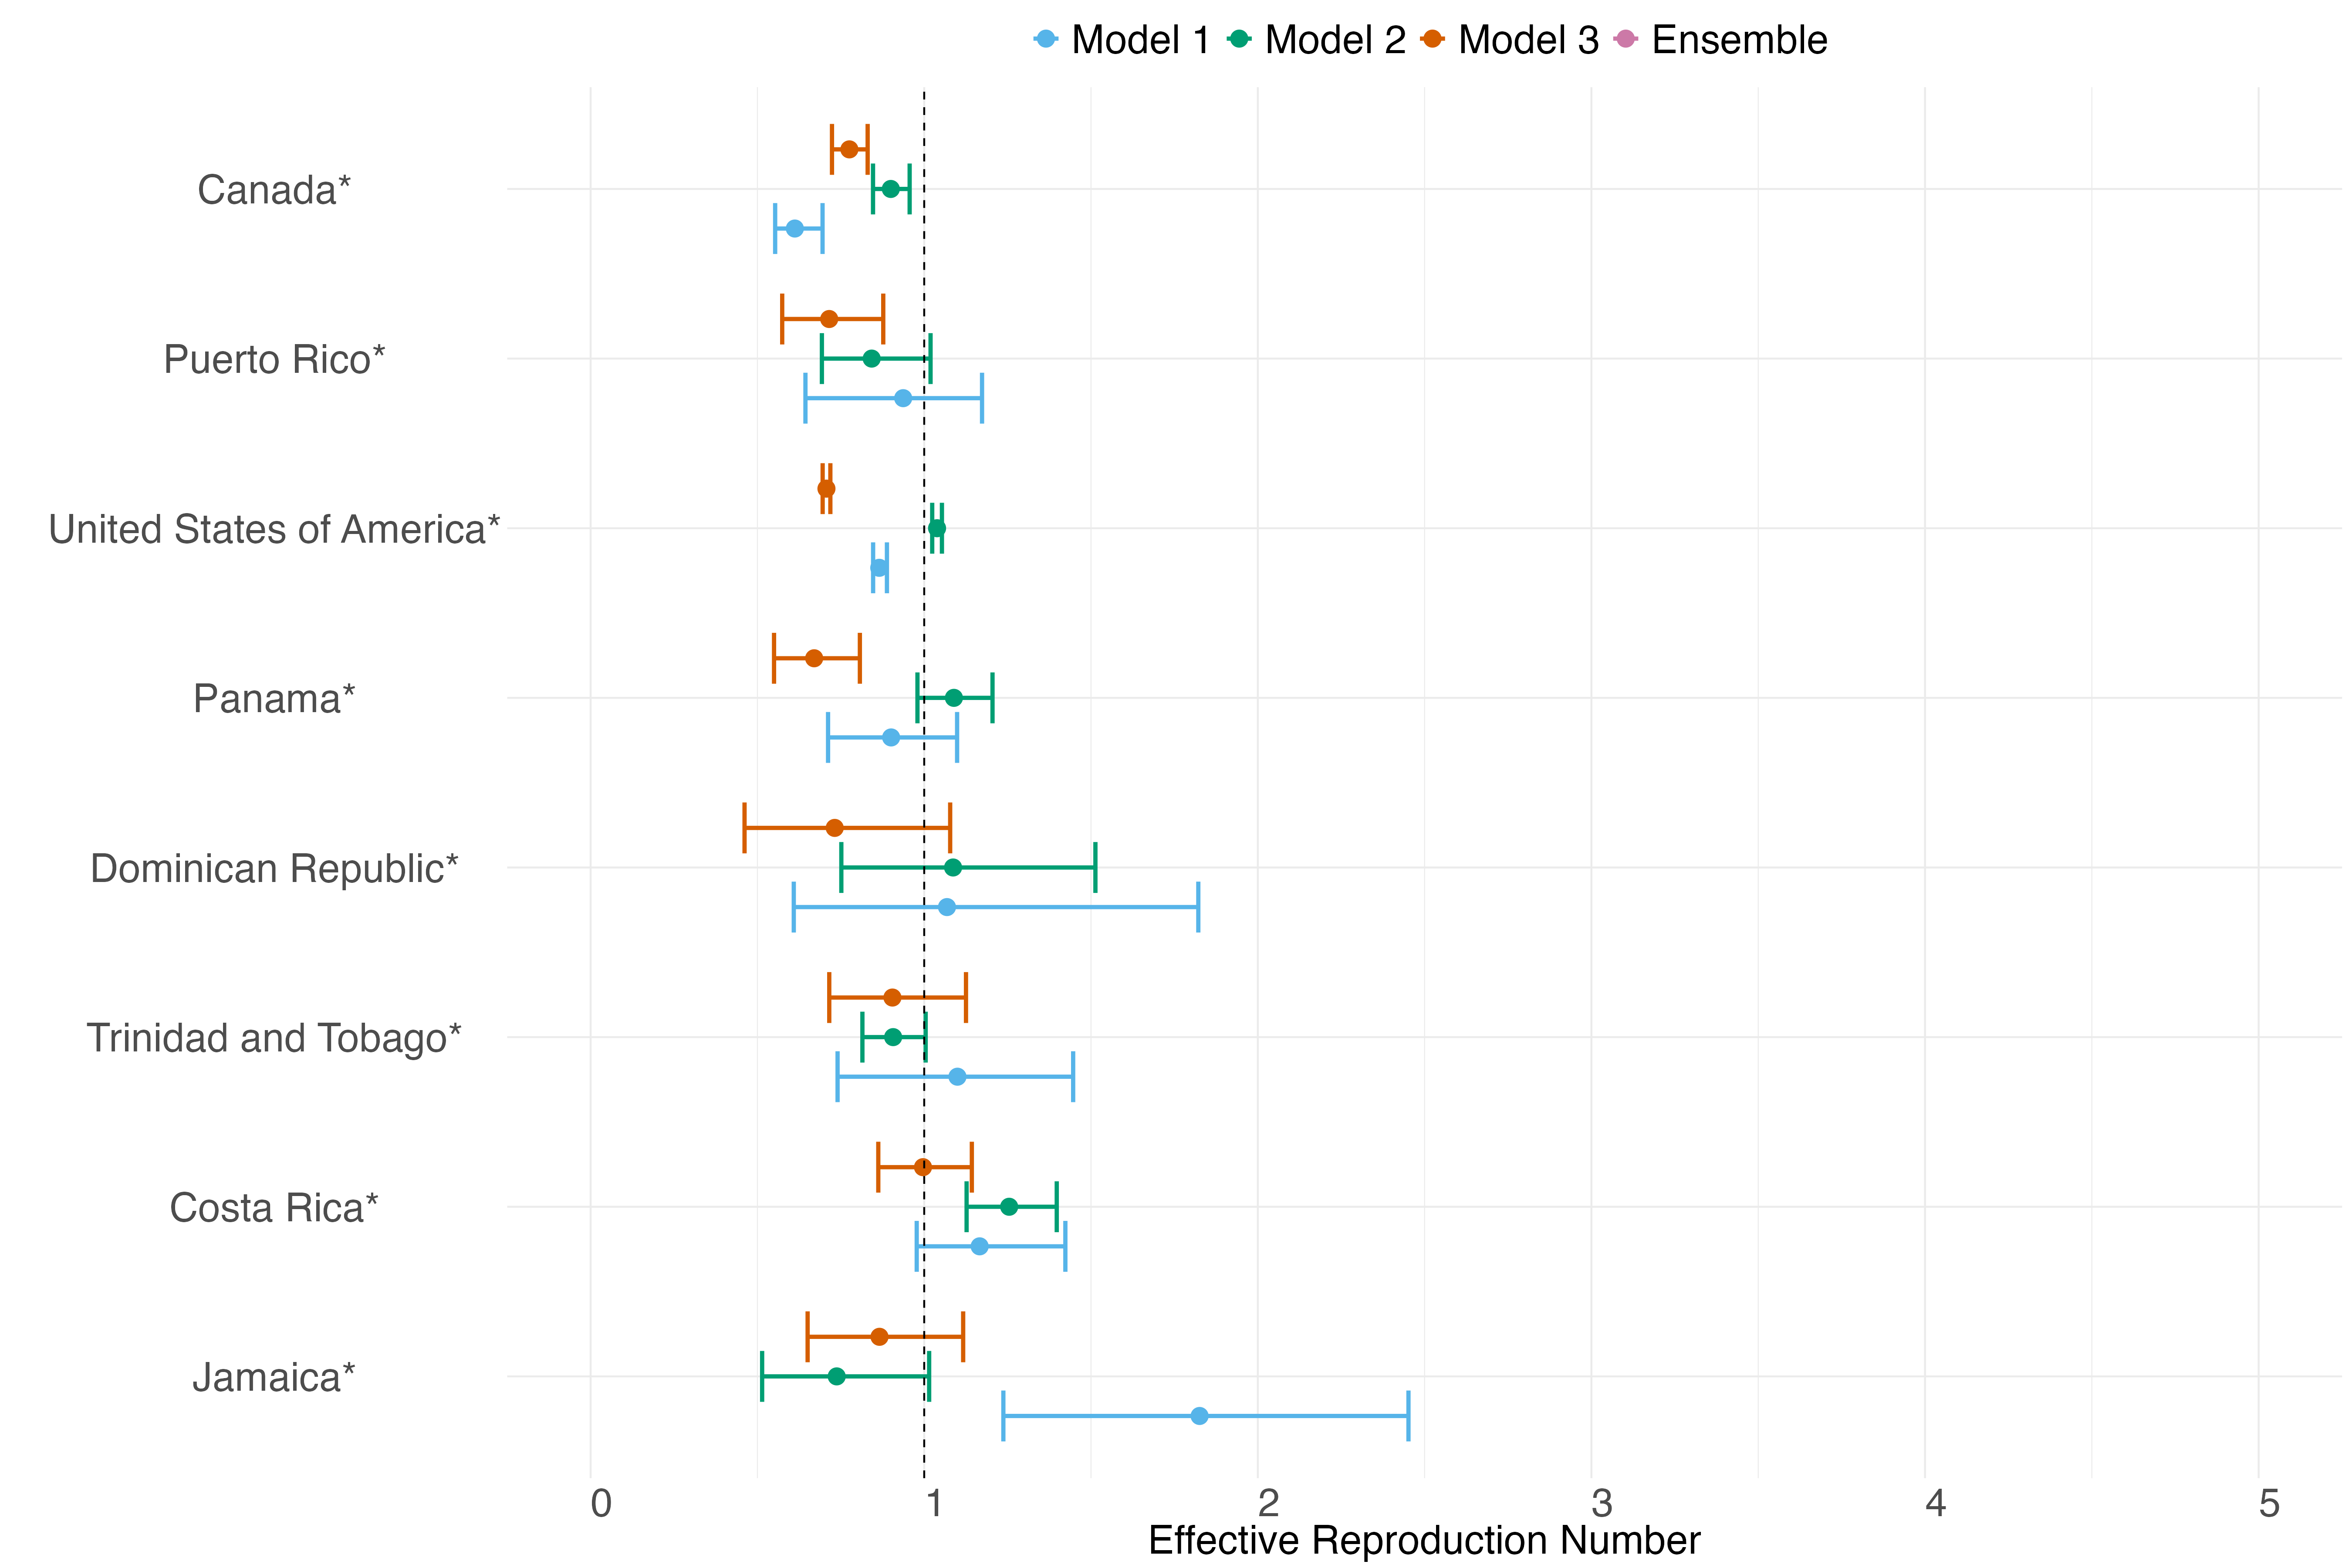 Model 1 Model 2 Model 3 Ensemble
Canada*
Puerto Rico*
United States of America*
Panama*
Dominican Republic*
Trinidad and Tobago*
Costa Rica*
Jamaica*
0 1 2 3 4 5
Effective Reproduction Number